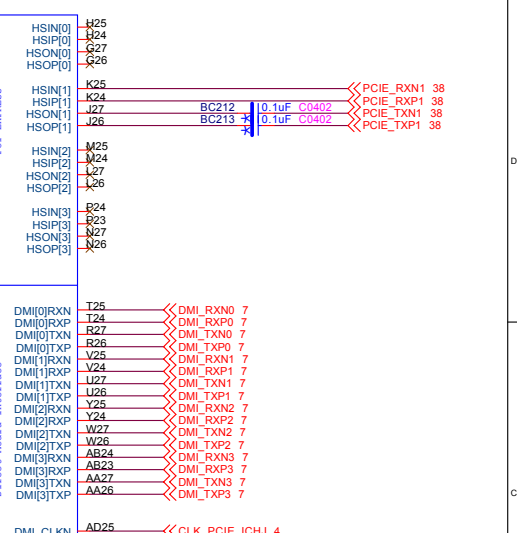 HSIN[0] H25
HSIP[0] H24
HSON[0] G27
HSOP[0] G26
HSIN[1] K25 PCIE_RXN1 38
HSIP[1] K24 PCIE_RXP1 38
HSON[1] J27 BC212 0.1uF C0402 PCIE_TXN1 38
HSOP[1] J26 BC213 0.1uF C0402 PCIE_TXP1 38
HSIN[2] M25
HSIP[2] M24
HSON[2] L27
HSOP[2] L26
HSIN[3] P24
HSIP[3] P23
HSON[3] N27
HSOP[3] N26
D
DMI[0]RXN T25 DMI_RXN0 7
DMI[0]RXP T24 DMI_RXP0 7
DMI[0]TXN R27 DMI_TXN0 7
DMI[0]TXP R26 DMI_TXP0 7
DMI[1]RXN V25 DMI_RXN1 7
DMI[1]RXP V24 DMI_RXP1 7
DMI[1]TXN U27 DMI_TXN1 7
DMI[1]TXP U26 DMI_TXP1 7
DMI[2]RXN Y25 DMI_RXN2 7
DMI[2]RXP Y24 DMI_RXP2 7
DMI[2]TXN W27 DMI_TXN2 7
DMI[2]TXP W26 DMI_TXP2 7
DMI[3]RXN AB24 DMI_RXN3 7
DMI[3]RXP AB23 DMI_RXP3 7
DMI[3]TXN AA27 DMI_TXN3 7
DMI[3]TXP AA26 DMI_TXP3 7
C
DMI_CLKN AD25 CLK_PCIE_ICH# 4